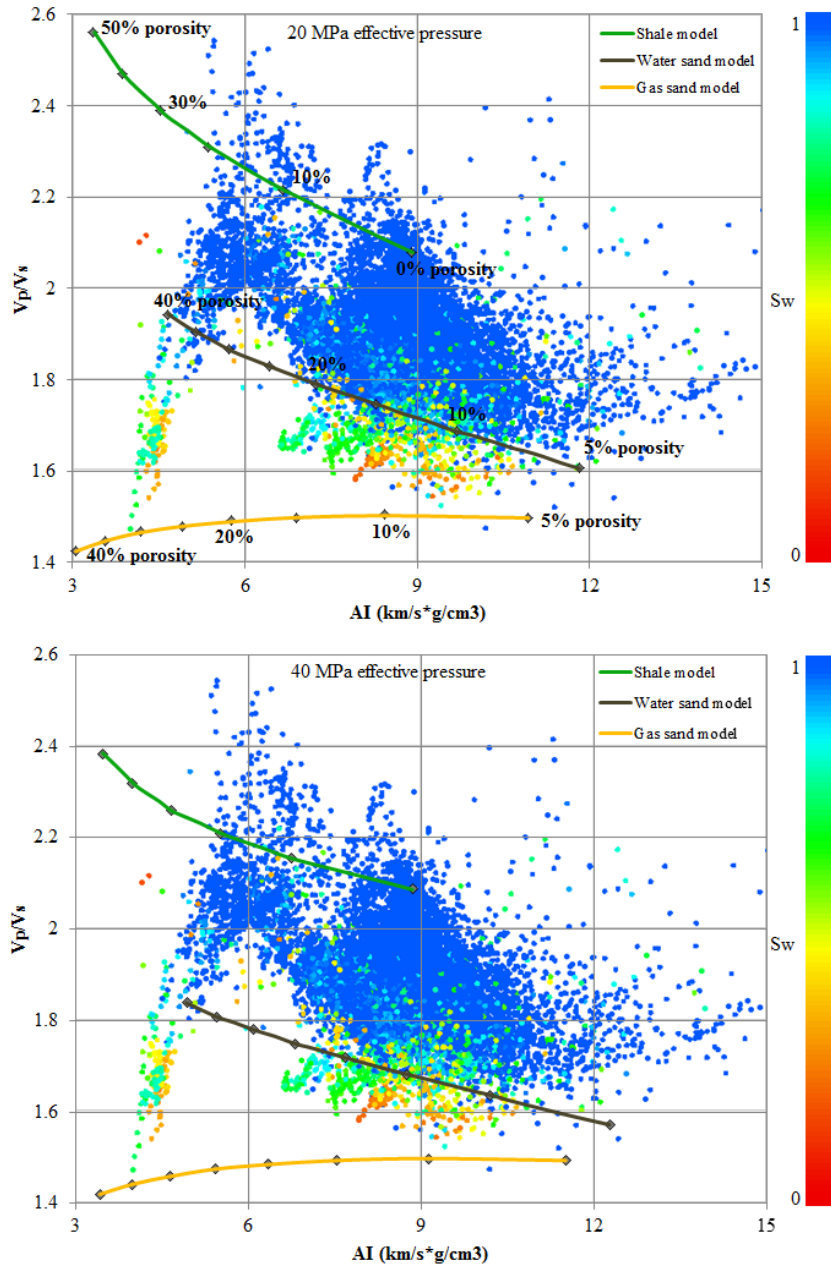 2.6
50% porosity
20 MPa effective pressure
Shale model
Water sand model
Gas sand model
1
2.4
30%
2.2
10%
Vp/Vs
2
0% porosity
40% porosity
Sw
1.8
20%
10%
5% porosity
1.6
40% porosity
20%
10%
5% porosity
0
1.4
3
6
9
12
15
AI (km/s*g/cm3)
2.6
40 MPa effective pressure
Shale model
Water sand model
Gas sand model
1
2.4
2.2
Vp/Vs
2
Sw
1.8
1.6
1.4
0
3
6
9
12
15
AI (km/s*g/cm3)